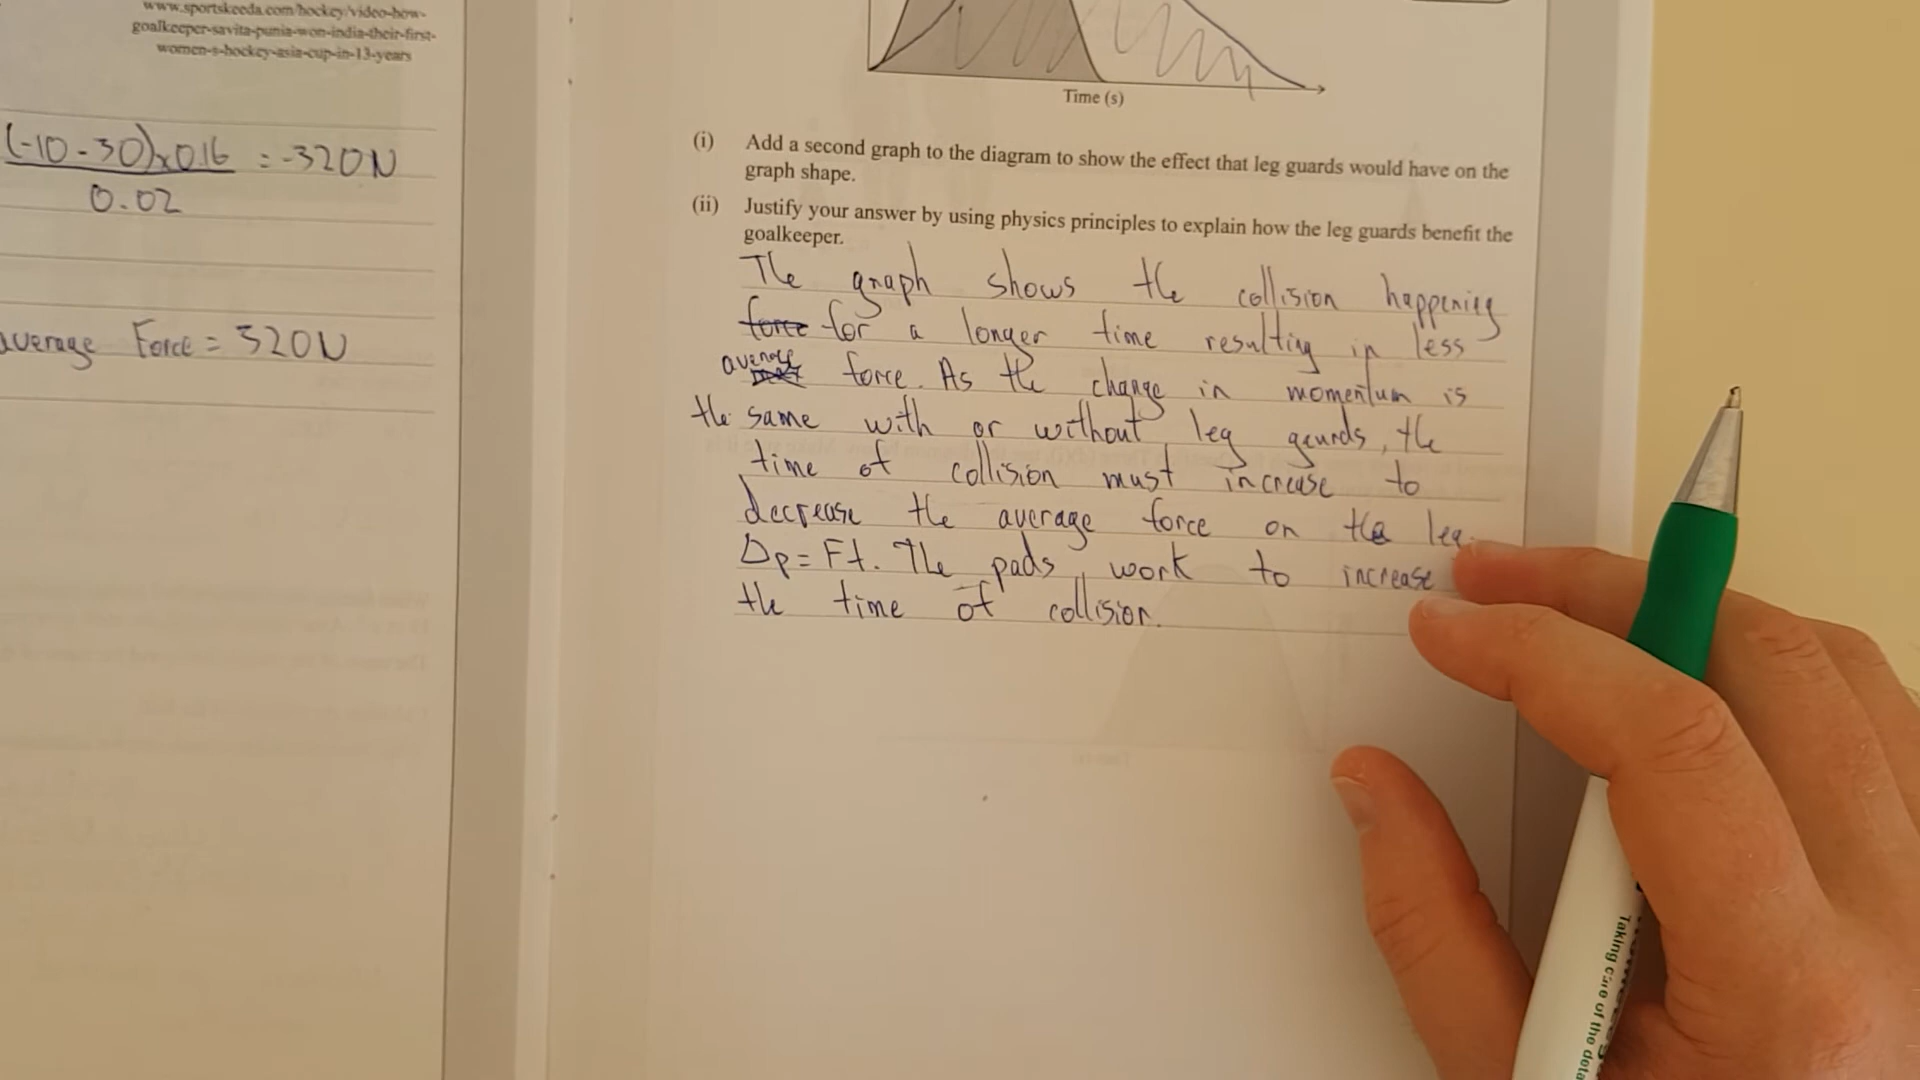 www.sportskeeda.com/hockey/video-how-
goalkeeper-savita-punia-won-india-their-first-
women-s-hockey-asia-cup-in-13-years
(-10-30)x0.16 = -320N
0.02
average Force = 320N
Time (s)
(i) Add a second graph to the diagram to show the effect that leg guards would have on the
graph shape.
(ii) Justify your answer by using physics principles to explain how the leg guards benefit the
goalkeeper.
The graph shows the collision happening
force for a longer time resulting in less
average force. As the change in momentum is
the same with or without leg gaurds, the
time of collision must increase to
decrease the average force on the leg.
Δp = Ft. The pads work to increase
the time of collision.
Taking care of the